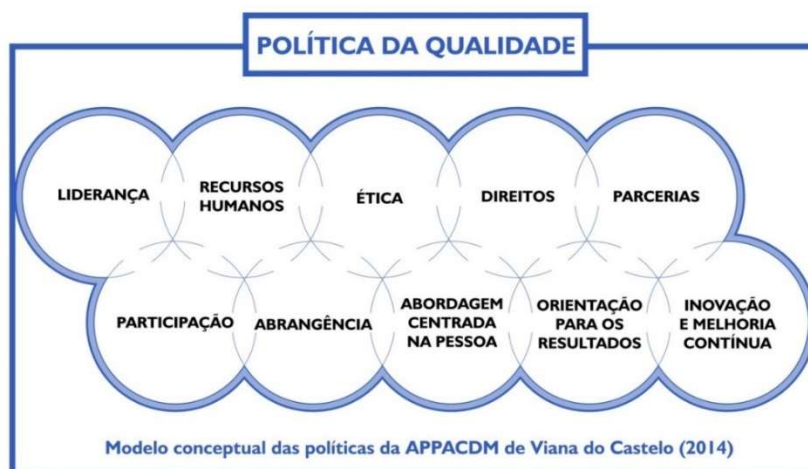 POLÍTICA DA QUALIDADE
LIDERANÇA
RECURSOS
HUMANOS
ÉTICA
DIREITOS
PARCERIAS
PARTICIPAÇÃO
ABRANGÊNCIA
ABORDAGEM
CENTRADA
NA PESSOA
ORIENTAÇÃO
PARA OS
RESULTADOS
INOVAÇÃO
E MELHORIA
CONTÍNUA
Modelo conceptual das políticas da APPACDM de Viana do Castelo (2014)